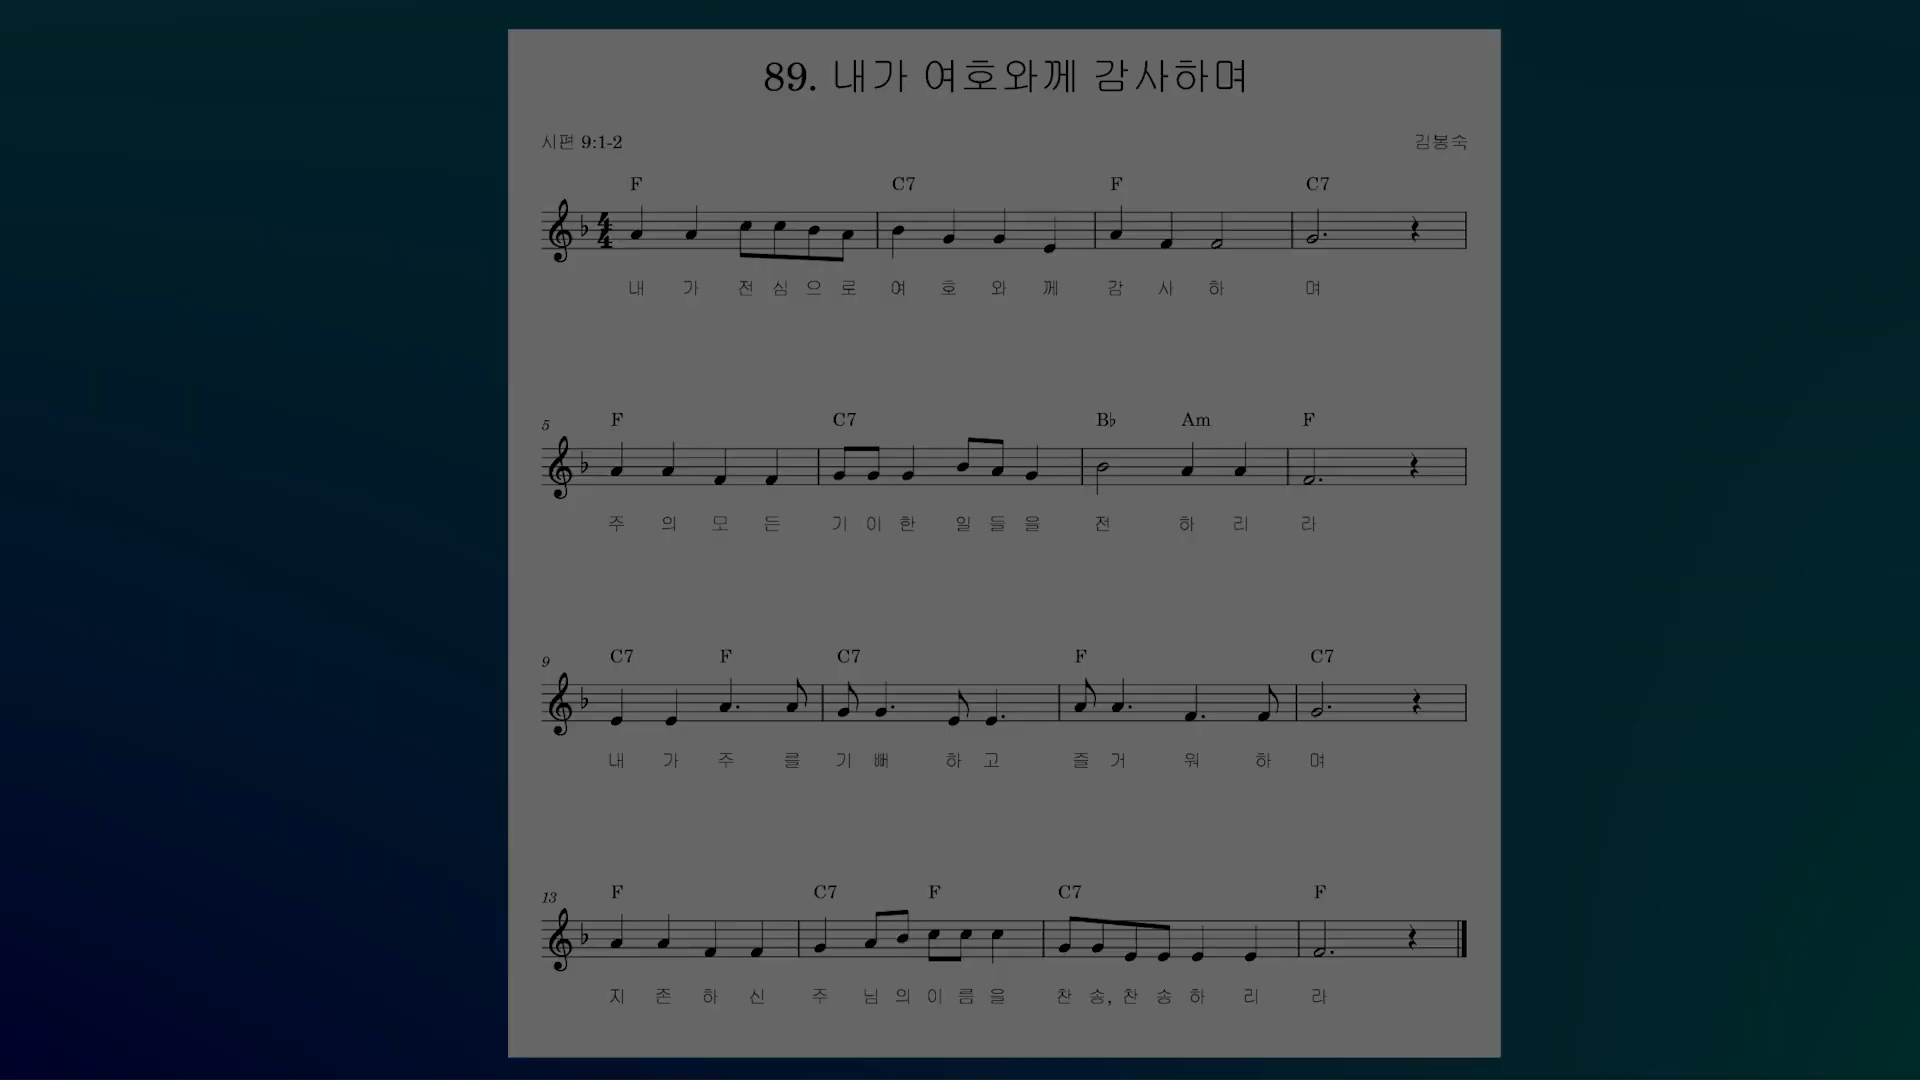 89. 내가 여호와께 감사하며
시편 9:1-2 김봉숙
F C7 F C7
내 가 전 심 으 로 여 호 와 께 감 사 하 며
5 F C7 B♭ Am F
주 의 모 든 기 이 한 일 들 을 전 하 리 라
9 C7 F C7 F C7
내 가 주 를 기 뻐 하 고 즐 거 워 하 며
13 F C7 F C7 F
지 존 하 신 주 님 의 이 름 을 찬 송, 찬 송 하 리 라